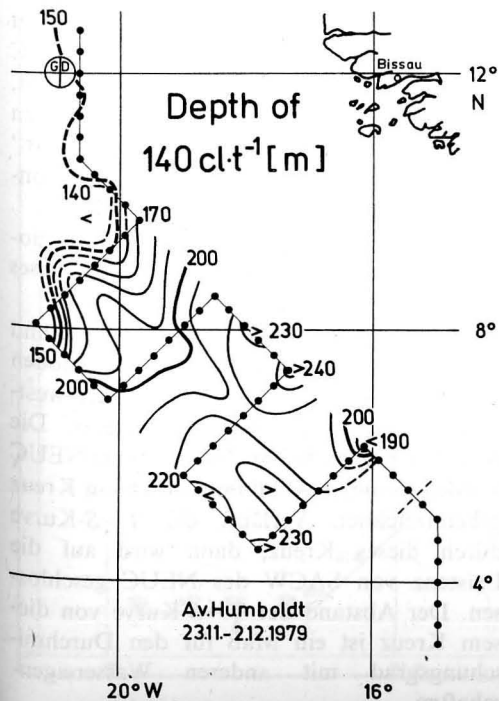 150
GD
Bissau
12°
N
Depth of
140 cl·t⁻¹ [m]
140
<
170
200
>230
8°
150
>240
200
200
<190
220
>
230
4°
A.v.Humboldt
23.11.-2.12.1979
20°W
16°